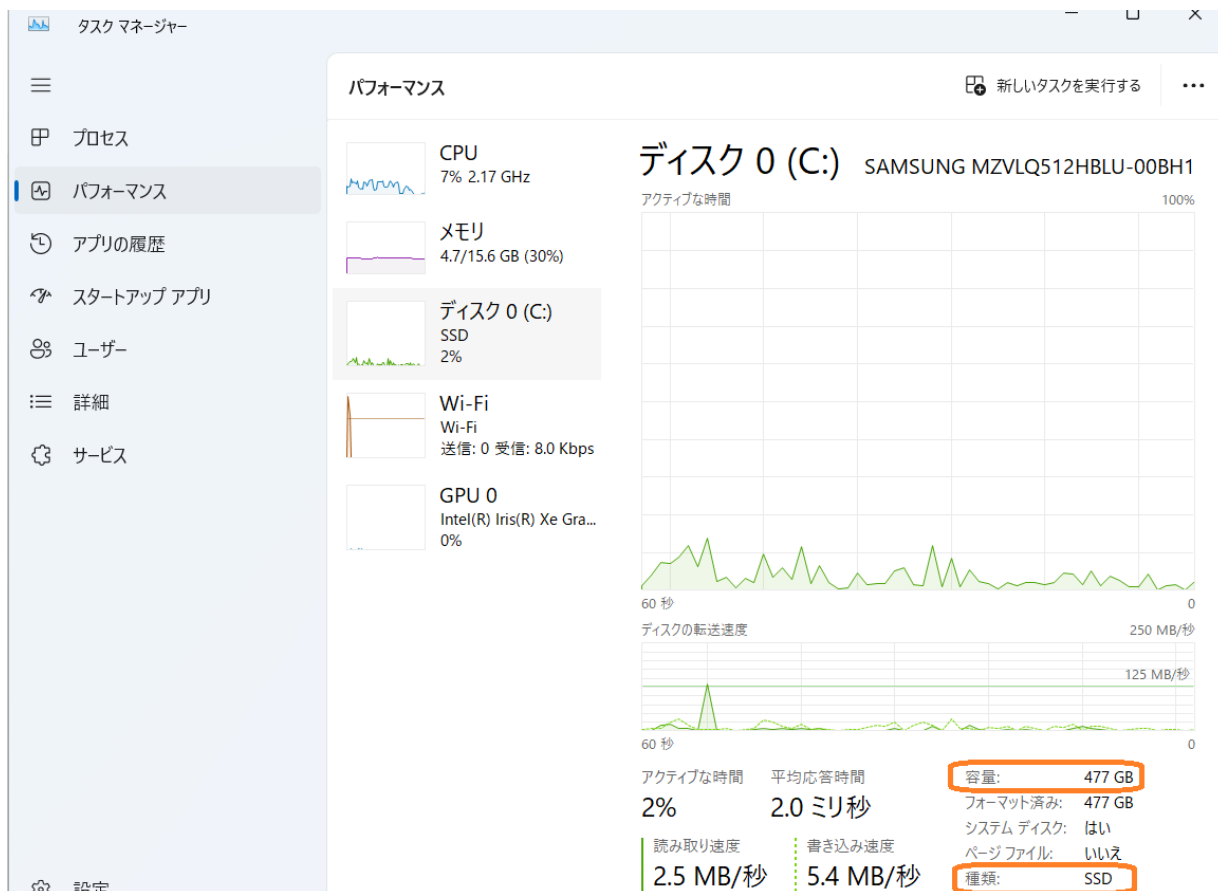 タスク マネージャー
パフォーマンス
新しいタスクを実行する
プロセス
パフォーマンス
アプリの履歴
スタートアップ アプリ
ユーザー
詳細
サービス
設定
CPU
7% 2.17 GHz
メモリ
4.7/15.6 GB (30%)
ディスク 0 (C:)
SSD
2%
Wi-Fi
Wi-Fi
送信: 0 受信: 8.0 Kbps
GPU 0
Intel(R) Iris(R) Xe Gra...
0%
ディスク 0 (C:) SAMSUNG MZVLQ512HBLU-00BH1
アクティブな時間 100%
60 秒 0
ディスクの転送速度 250 MB/秒
125 MB/秒
60 秒 0
アクティブな時間 平均応答時間
2% 2.0 ミリ秒
読み取り速度 書き込み速度
2.5 MB/秒 5.4 MB/秒
容量: 477 GB
フォーマット済み: 477 GB
システム ディスク: はい
ページ ファイル: いいえ
種類: SSD